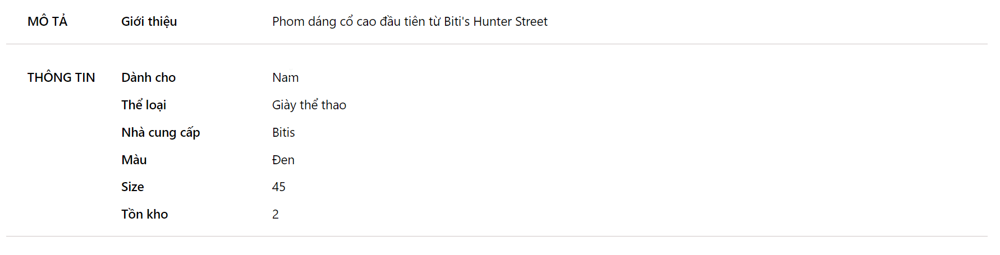 MÔ TẢ Giới thiệu Phom dáng cổ cao đầu tiên từ Biti's Hunter Street
THÔNG TIN Dành cho Nam
Thể loại Giày thể thao
Nhà cung cấp Bitis
Màu Đen
Size 45
Tồn kho 2